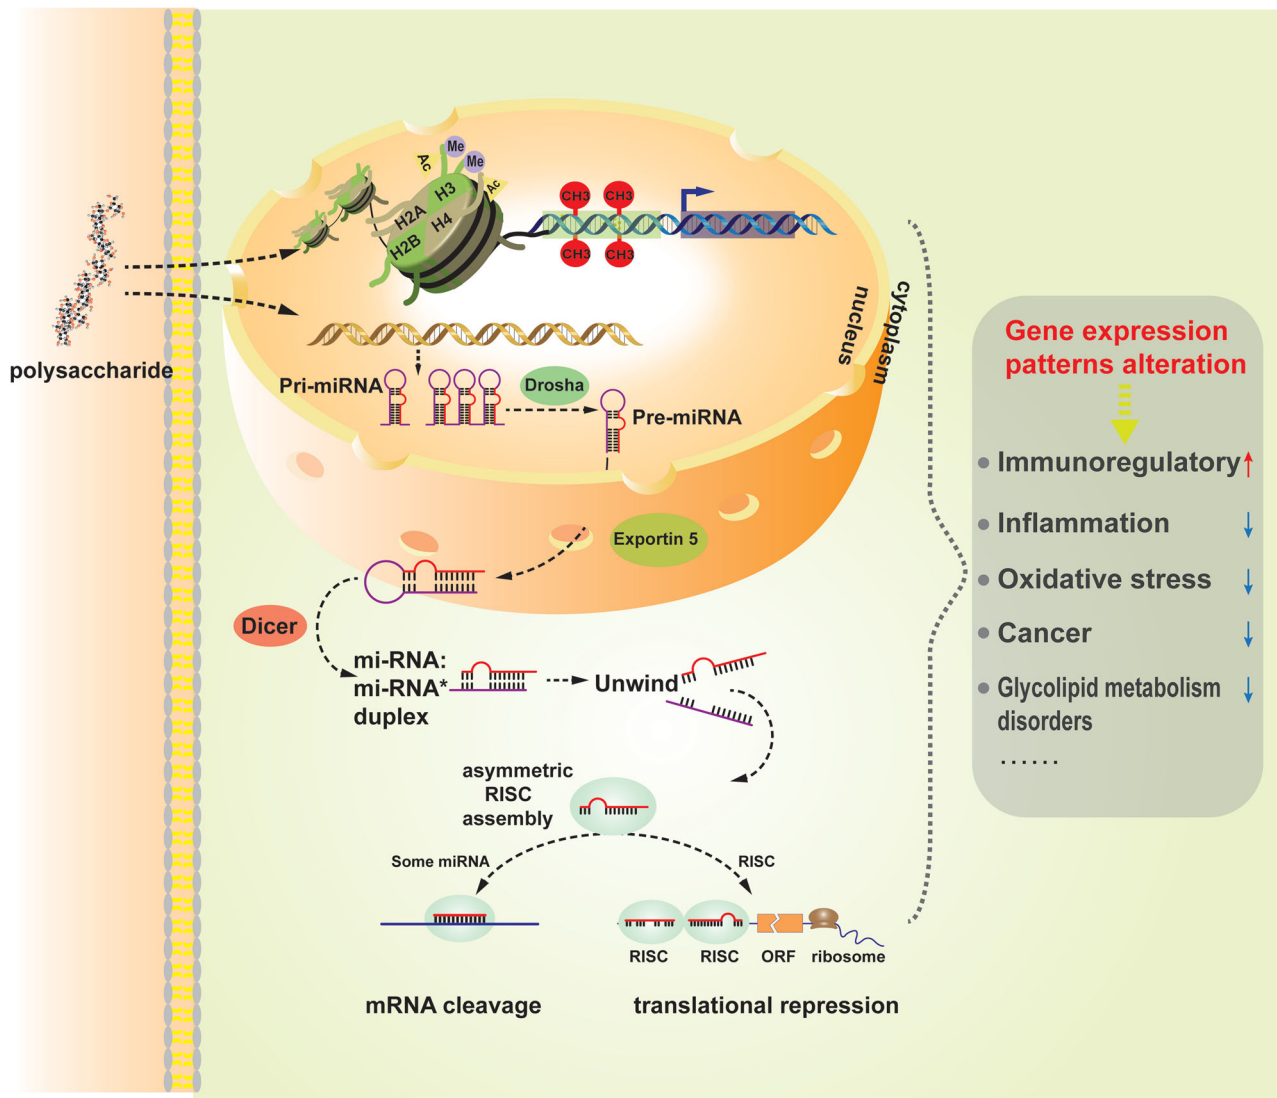 polysaccharide
Ac
Me
Me
Ac
H2A
H3
H2B
H4
CH3
CH3
CH3
CH3
nucleus
cytoplasm
Pri-miRNA
Drosha
Pre-miRNA
Exportin 5
Dicer
mi-RNA:
mi-RNA*
duplex
Unwind
asymmetric
RISC
assembly
Some miRNA
RISC
RISC
RISC
ORF
ribosome
mRNA cleavage
translational repression
Gene expression
patterns alteration
Immunoregulatory
Inflammation
Oxidative stress
Cancer
Glycolipid metabolism
disorders
......